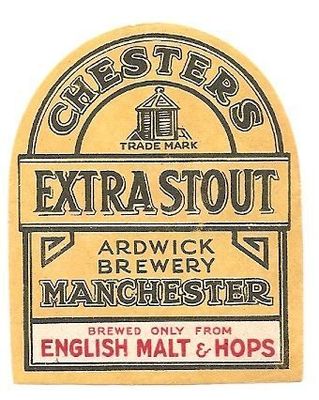 CHESTERS
TRADE MARK
EXTRA STOUT
ARDWICK
BREWERY
MANCHESTER
BREWED ONLY FROM
ENGLISH MALT & HOPS